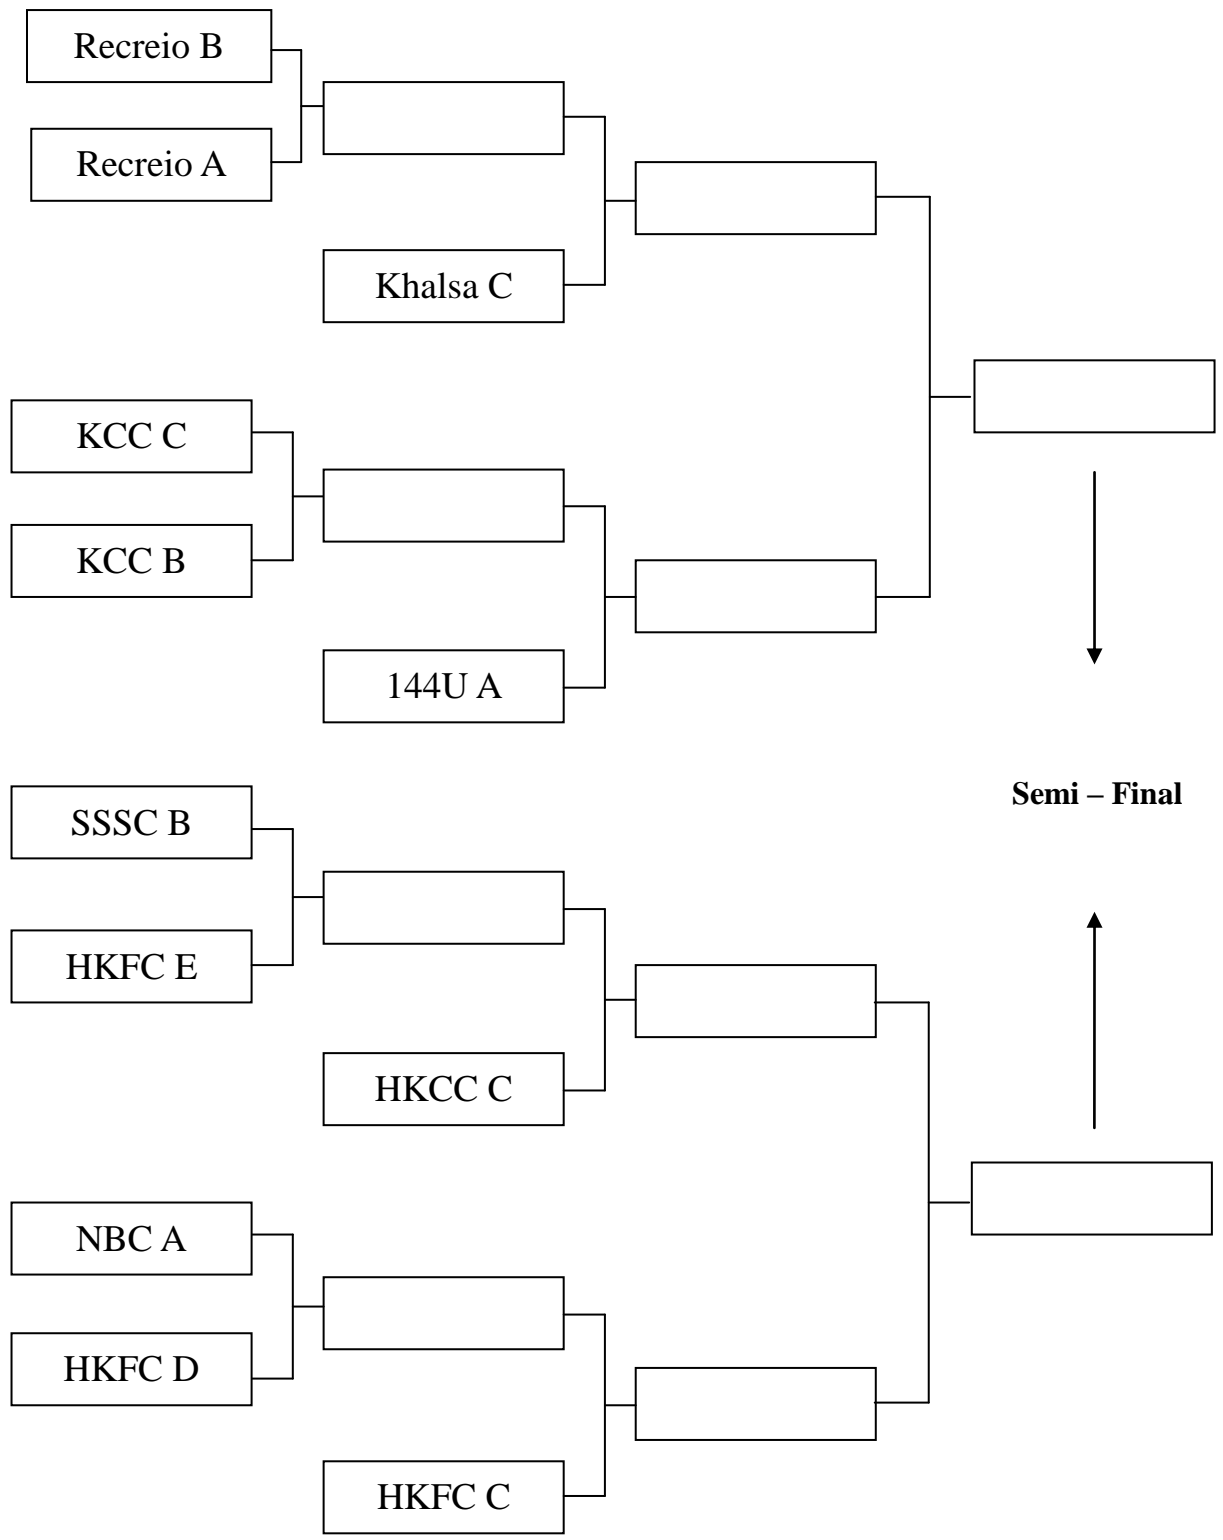 Recreio B
Recreio A
Khalsa C
KCC C
KCC B
144U A
Semi – Final
SSSC B
HKFC E
HKCC C
NBC A
HKFC D
HKFC C